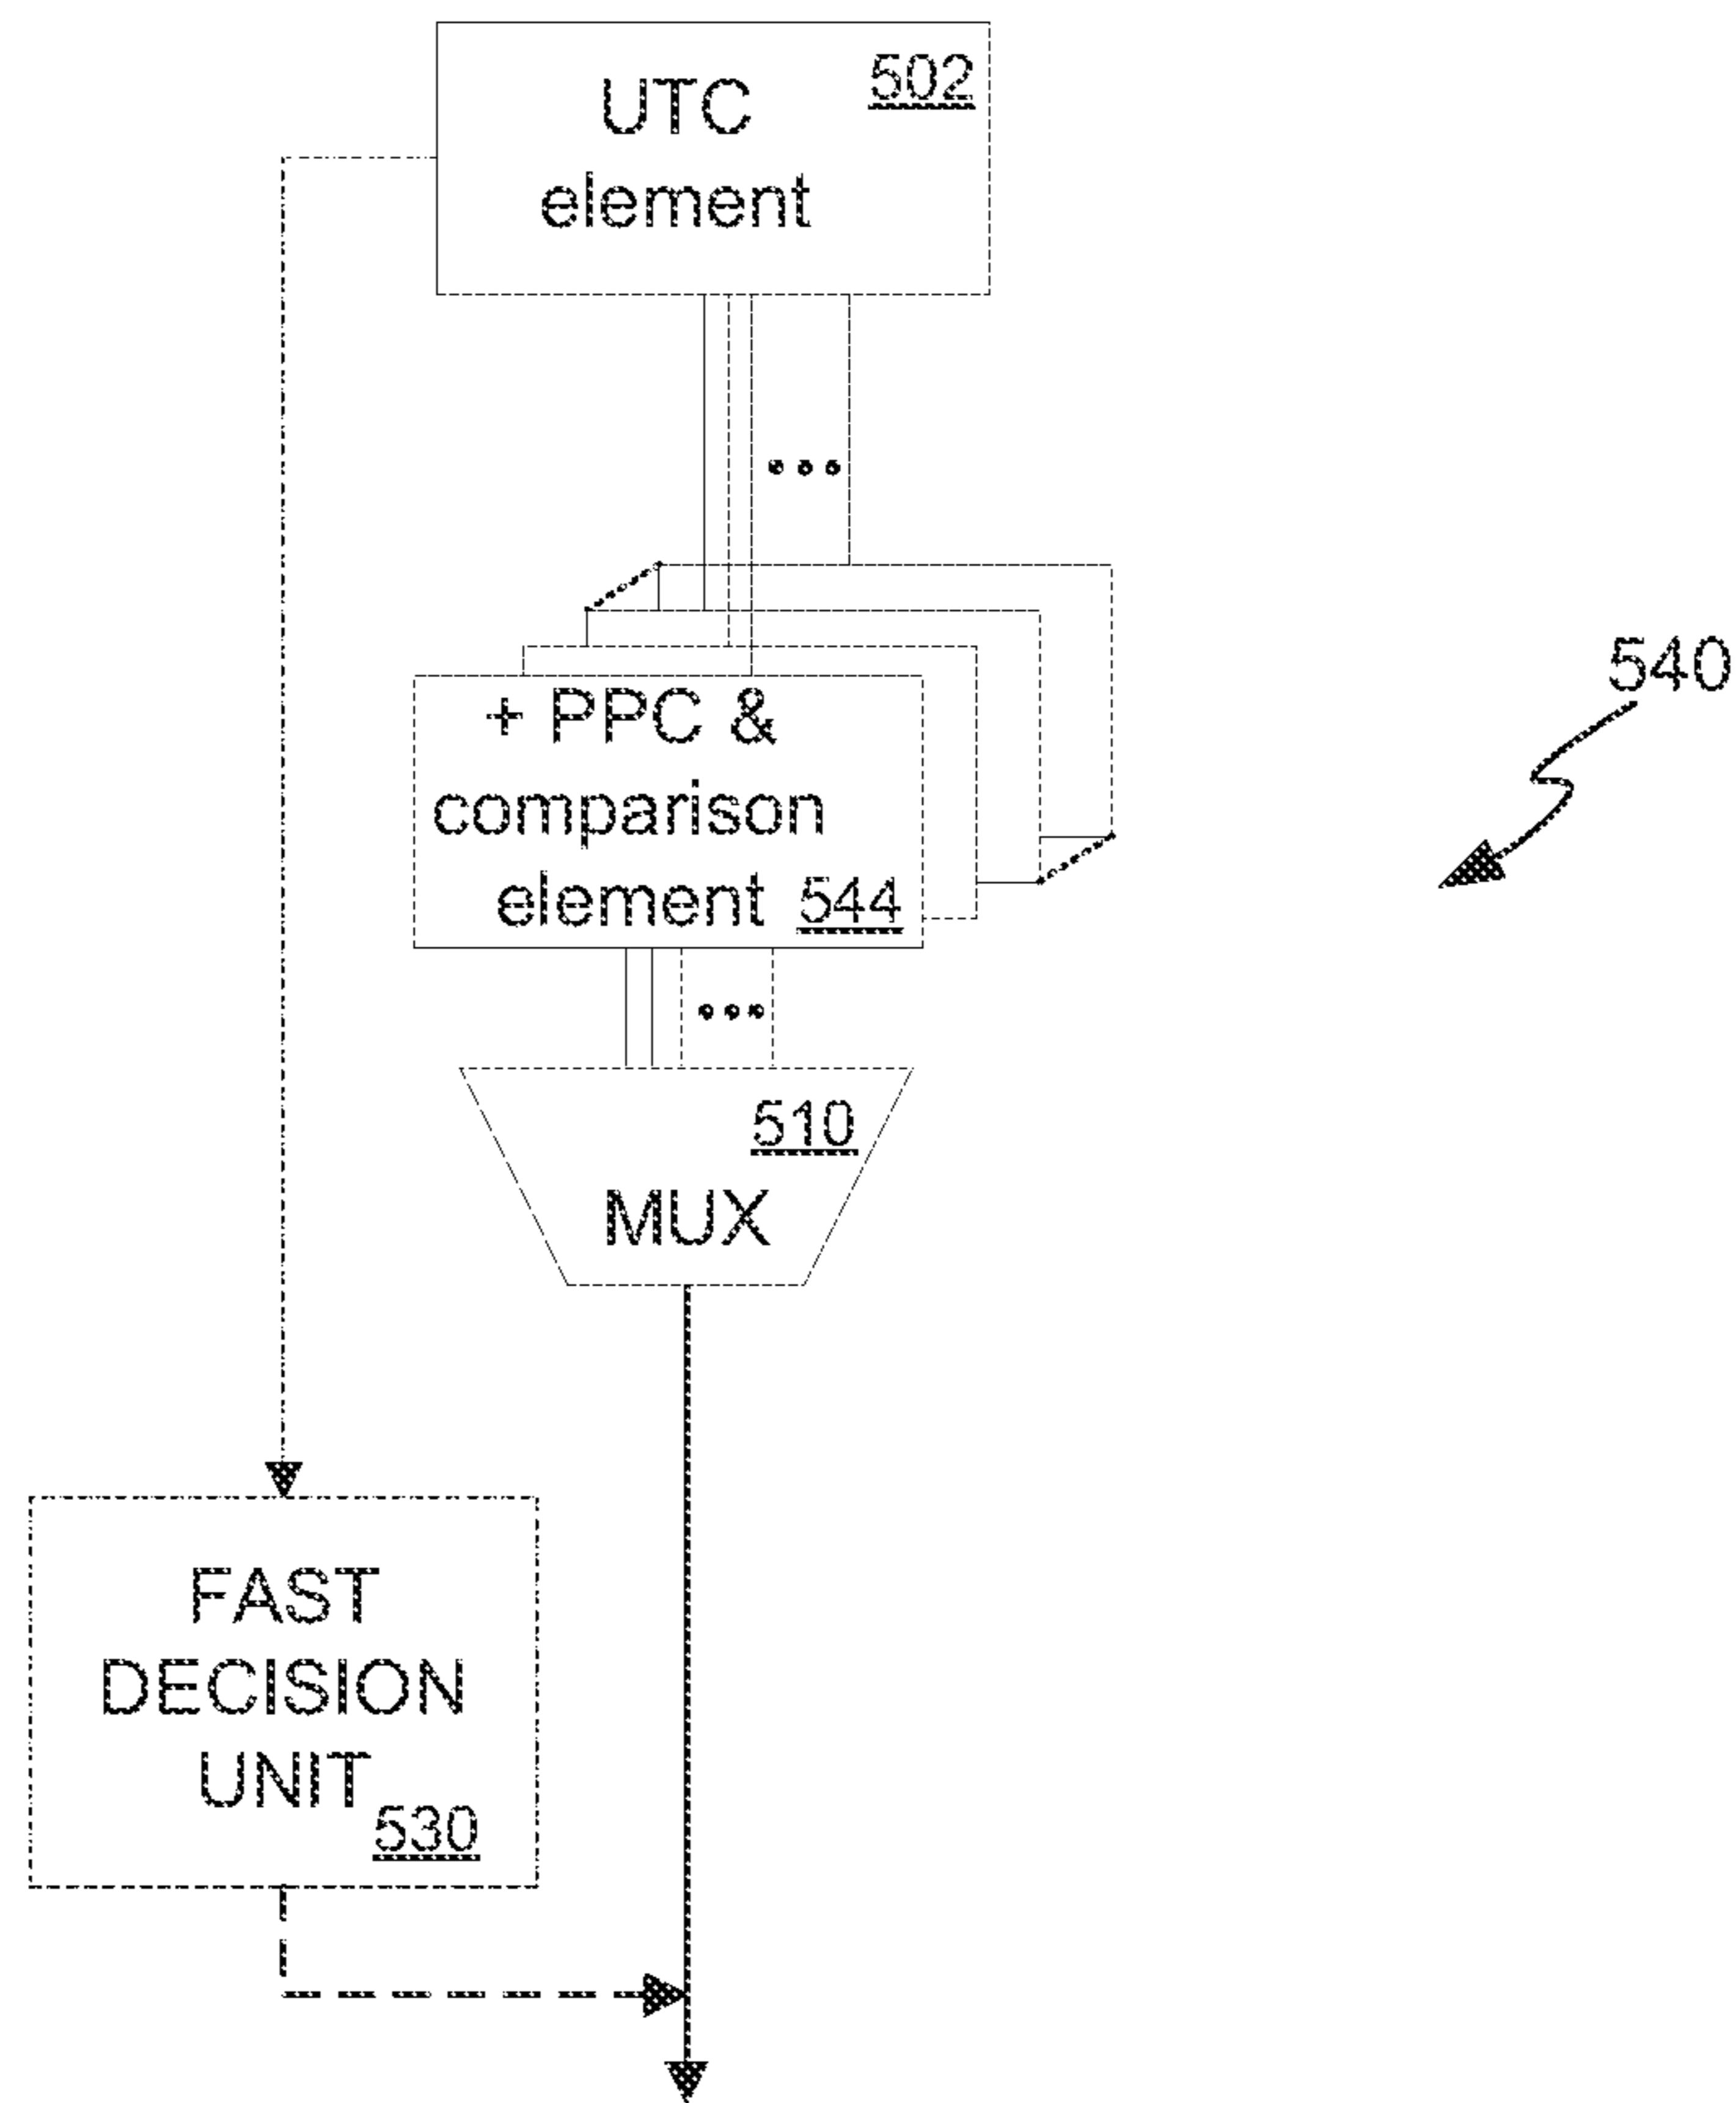 502
UTC
element
...
540
+ PPC &
comparison
element 544
...
510
MUX
FAST
DECISION
UNIT
530